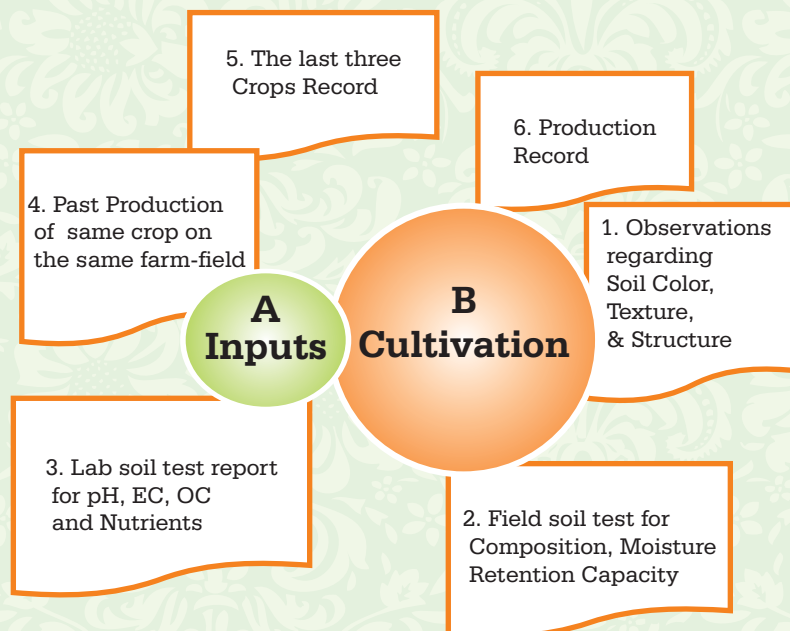 5. The last three
Crops Record
6. Production
Record
4. Past Production
of same crop on
the same farm-field
1. Observations
regarding
Soil Color,
Texture,
& Structure
A
Inputs
B
Cultivation
3. Lab soil test report
for pH, EC, OC
and Nutrients
2. Field soil test for
Composition, Moisture
Retention Capacity